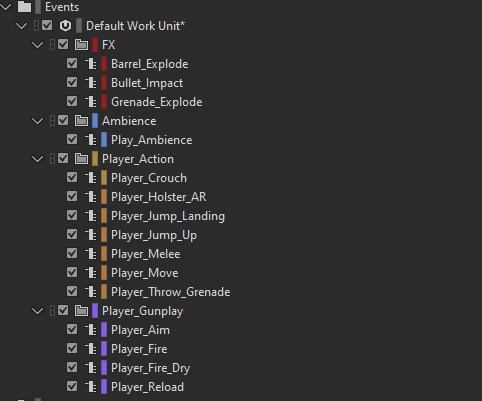 Events
Default Work Unit*
FX
Barrel_Explode
Bullet_Impact
Grenade_Explode
Ambience
Play_Ambience
Player_Action
Player_Crouch
Player_Holster_AR
Player_Jump_Landing
Player_Jump_Up
Player_Melee
Player_Move
Player_Throw_Grenade
Player_Gunplay
Player_Aim
Player_Fire
Player_Fire_Dry
Player_Reload